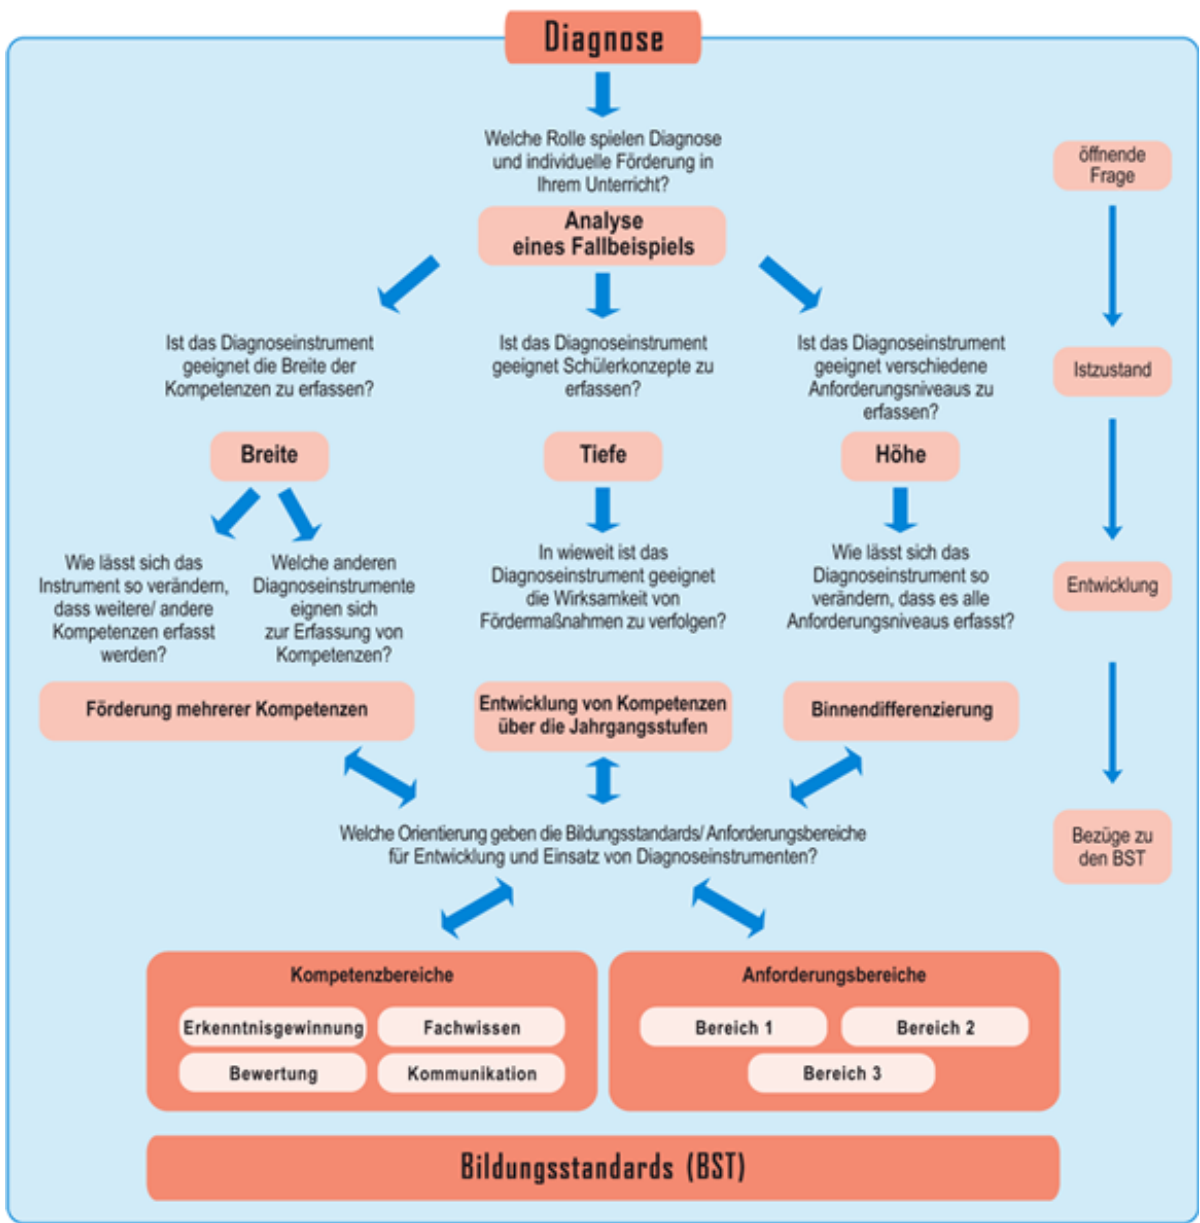 Diagnose
Welche Rolle spielen Diagnose
und individuelle Förderung in
Ihrem Unterricht?
öffnende
Frage
Analyse
eines Fallbeispiels
Ist das Diagnoseinstrument
geeignet die Breite der
Kompetenzen zu erfassen?
Ist das Diagnoseinstrument
geeignet Schülerkonzepte zu
erfassen?
Ist das Diagnoseinstrument
geeignet verschiedene
Anforderungsniveaus zu
erfassen?
Istzustand
Breite
Tiefe
Höhe
Wie lässt sich das
Instrument so verändern,
dass weitere/ andere
Kompetenzen erfasst
werden?
Welche anderen
Diagnoseinstrumente
eignen sich
zur Erfassung von
Kompetenzen?
In wieweit ist das
Diagnoseinstrument geeignet
die Wirksamkeit von
Fördermaßnahmen zu verfolgen?
Wie lässt sich das
Diagnoseinstrument so
verändern, dass es alle
Anforderungsniveaus erfasst?
Entwicklung
Förderung mehrerer Kompetenzen
Entwicklung von Kompetenzen
über die Jahrgangsstufen
Binnendifferenzierung
Welche Orientierung geben die Bildungsstandards/ Anforderungsbereiche
für Entwicklung und Einsatz von Diagnoseinstrumenten?
Bezüge zu
den BST
Kompetenzbereiche
Erkenntnisgewinnung
Fachwissen
Bewertung
Kommunikation
Anforderungsbereiche
Bereich 1
Bereich 2
Bereich 3
Bildungsstandards (BST)